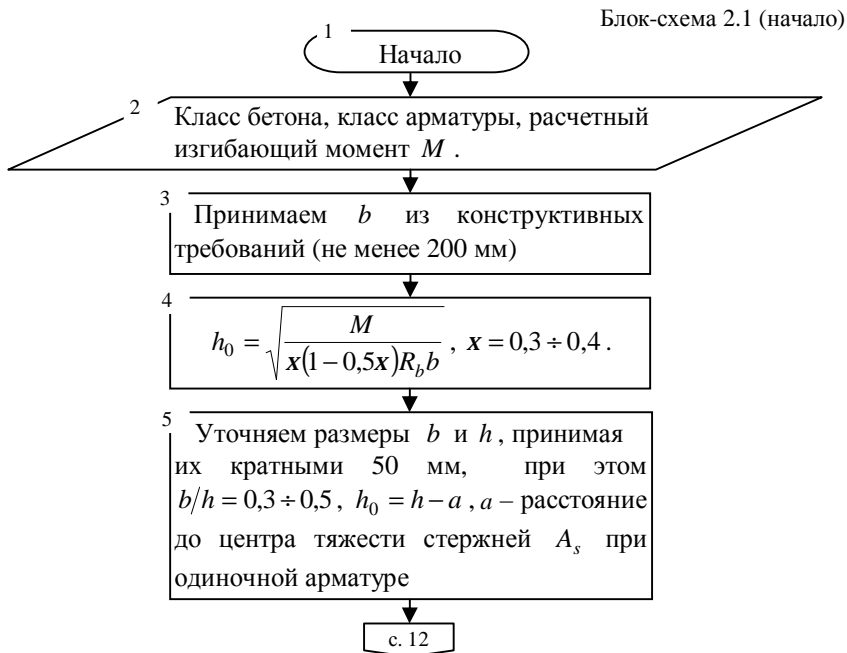 Блок-схема 2.1 (начало)
1
Начало
2
Класс бетона, класс арматуры, расчетный
изгибающий момент M .
3
Принимаем b из конструктивных
требований (не менее 200 мм)
4
h₀ = √(M / (x(1 − 0,5x)R_b b)) , x = 0,3 ÷ 0,4 .
5
Уточняем размеры b и h , принимая
их кратными 50 мм, при этом
b/h = 0,3 ÷ 0,5 , h₀ = h − a , a – расстояние
до центра тяжести стержней A_s при
одиночной арматуре
с. 12